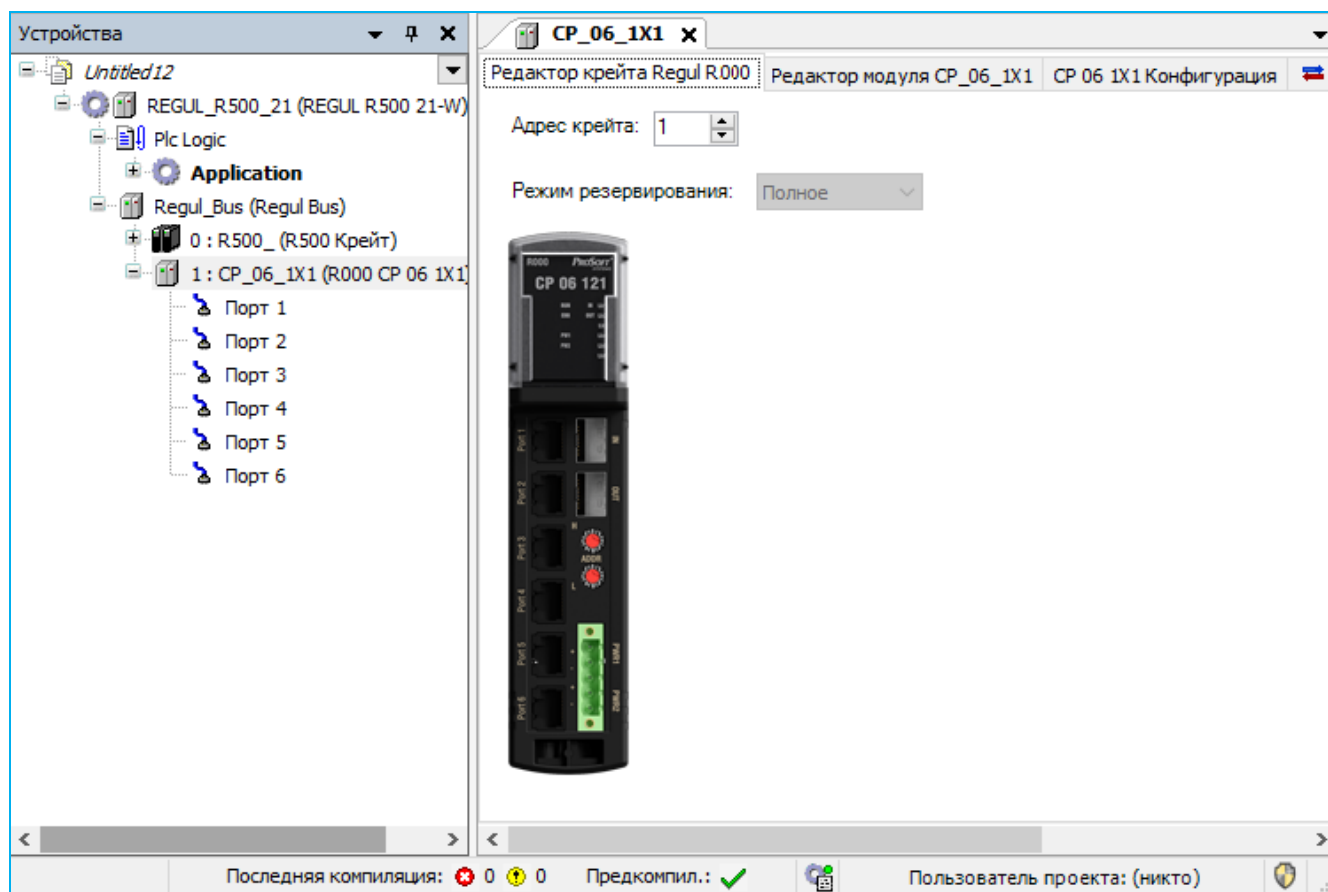 Устройства
Untitled12
REGUL_R500_21 (REGUL R500 21-W)
Plc Logic
Application
Regul_Bus (Regul Bus)
0 : R500_ (R500 Крейт)
1 : CP_06_1X1 (R000 CP 06 1X1)
Порт 1
Порт 2
Порт 3
Порт 4
Порт 5
Порт 6
CP_06_1X1
Редактор крейта Regul R000 Редактор модуля CP_06_1X1 CP 06 1X1 Конфигурация
Адрес крейта: 1
Режим резервирования: Полное
R000 ProSoft
CP 06 121
Port 1 IN
Port 2 OUT
Port 3 H
ADDR
Port 4 L
Port 5 PWR1
Port 6 PWR2
Последняя компиляция: 0 0 Предкомпил.: Пользователь проекта: (никто)